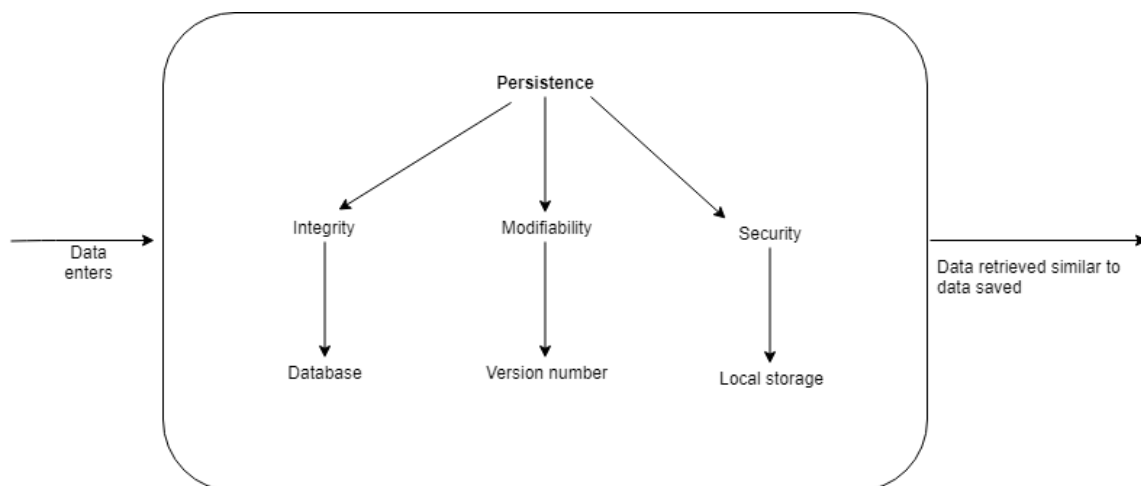 Persistence
Integrity
Modifiability
Security
Data
enters
Data retrieved similar to
data saved
Database
Version number
Local storage